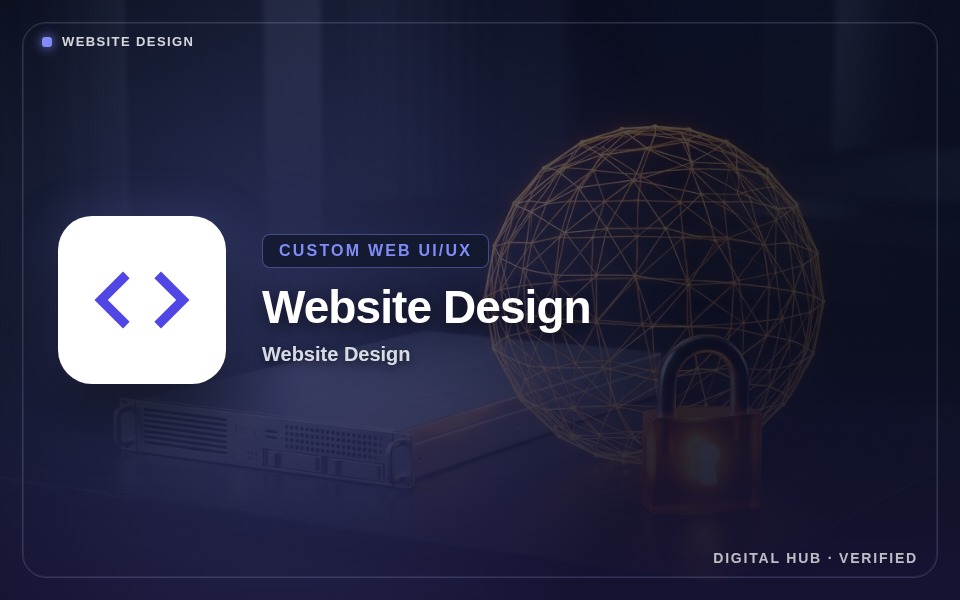 WEBSITE DESIGN
CUSTOM WEB UI/UX
Website Design
Website Design
DIGITAL HUB · VERIFIED